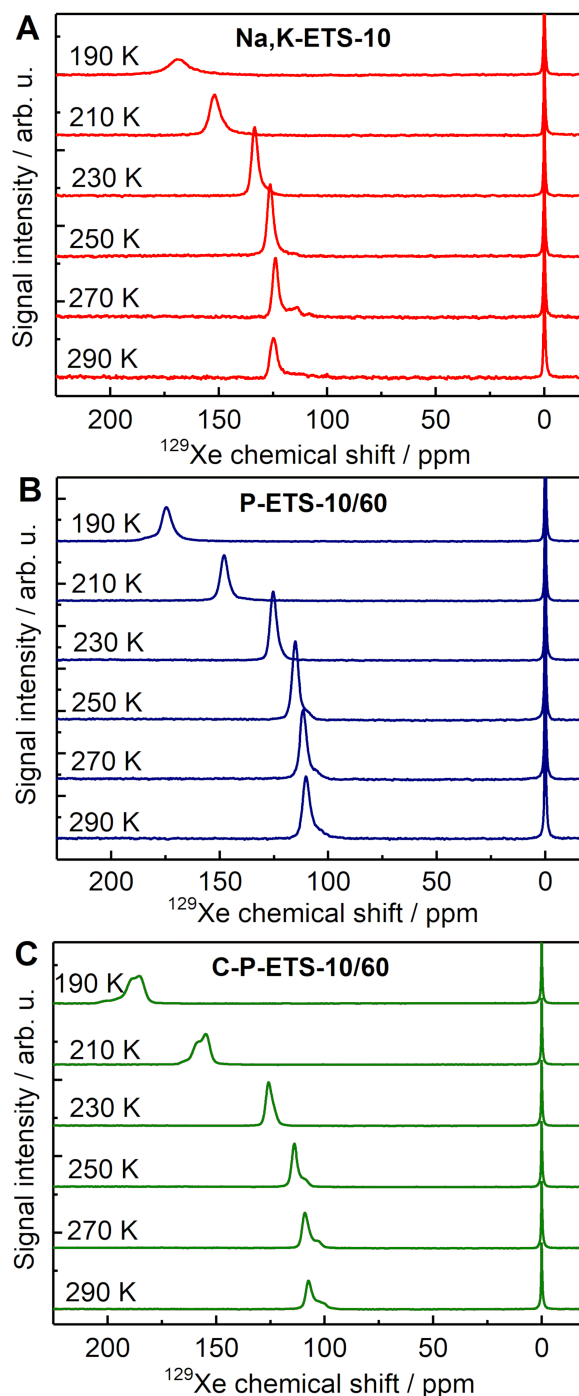 A
Na,K-ETS-10
190 K
210 K
230 K
250 K
270 K
290 K
Signal intensity / arb. u.
200 150 100 50 0
¹²⁹Xe chemical shift / ppm
B
P-ETS-10/60
190 K
210 K
230 K
250 K
270 K
290 K
Signal intensity / arb. u.
200 150 100 50 0
¹²⁹Xe chemical shift / ppm
C
C-P-ETS-10/60
190 K
210 K
230 K
250 K
270 K
290 K
Signal intensity / arb. u.
200 150 100 50 0
¹²⁹Xe chemical shift / ppm